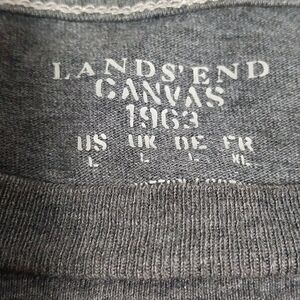 LANDS' END
CANVAS
1963
US UK DE FR
L L L XL